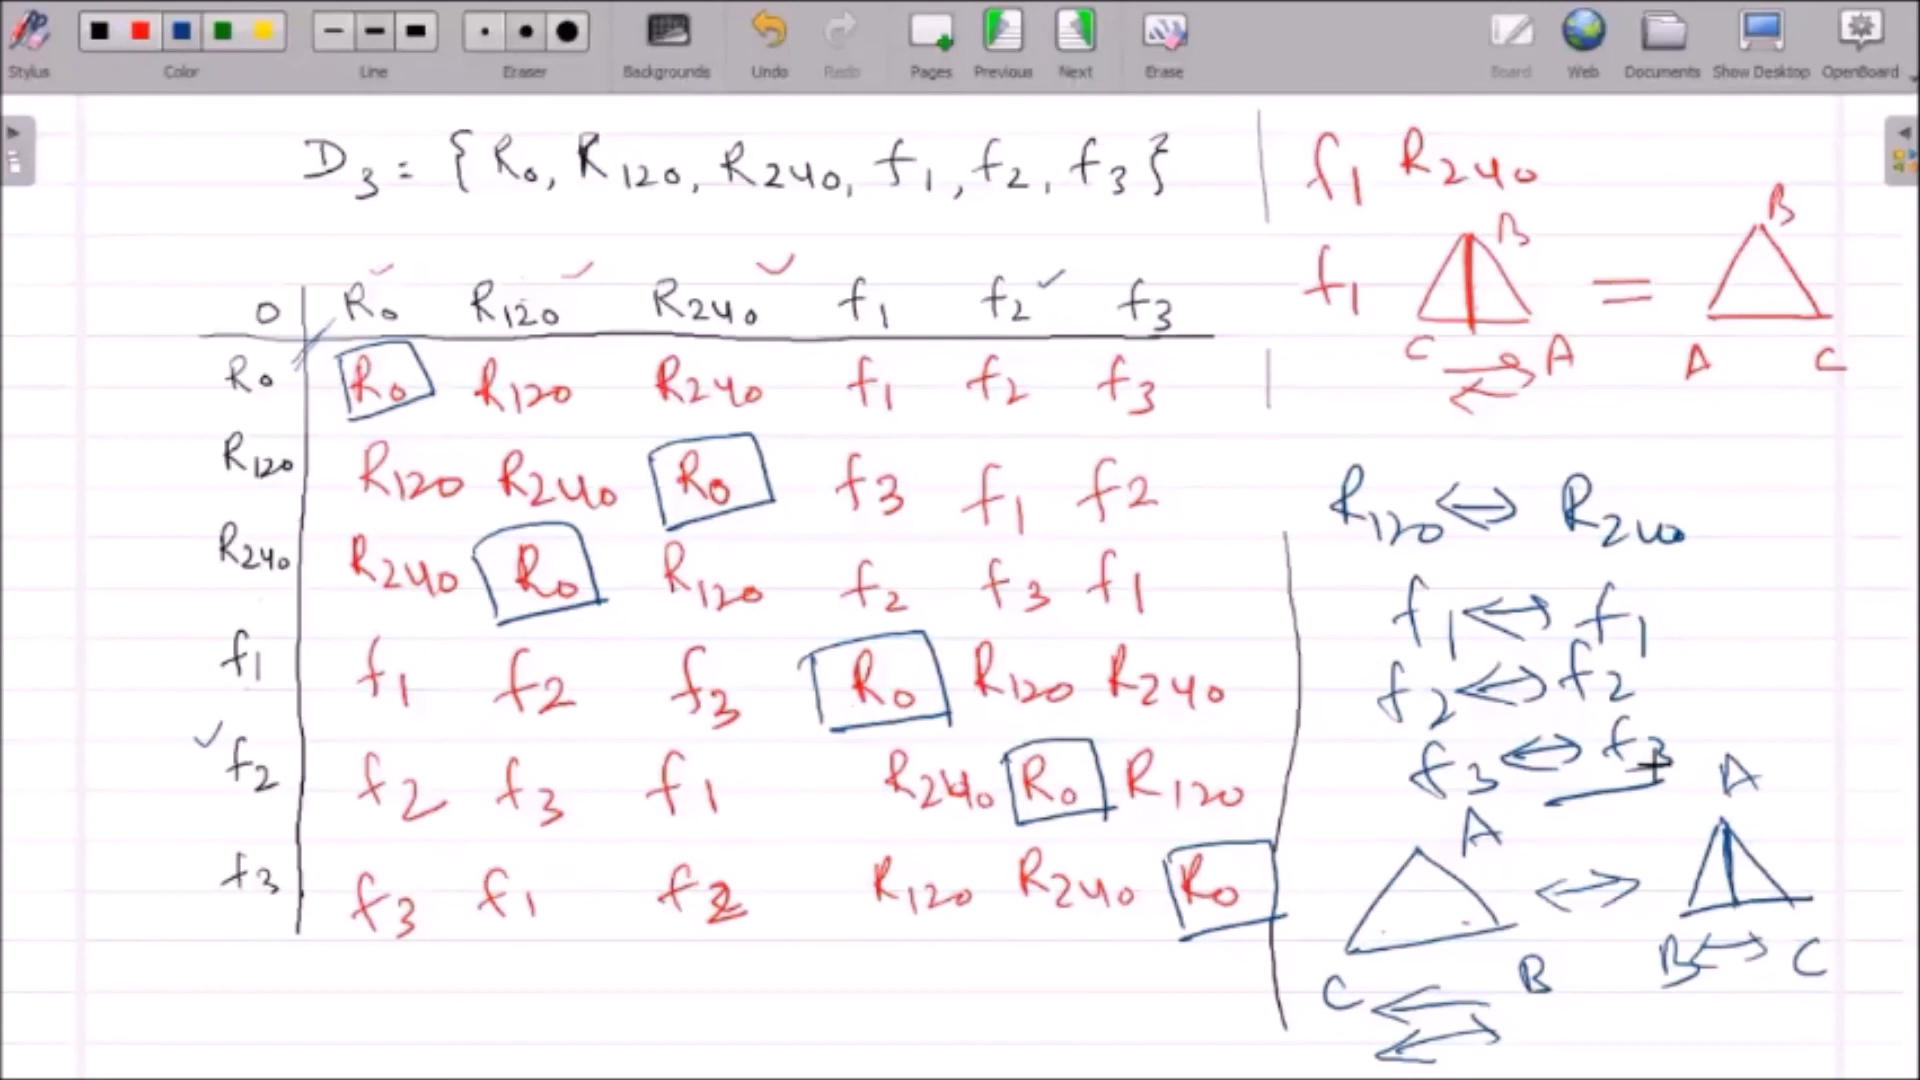 Stylus Color Line Eraser Backgrounds Undo Redo Pages Previous Next Erase Board Web Documents Show Desktop OpenBoard
D3 = {R0, R120, R240, f1, f2, f3}
0 R0 R120 R240 f1 f2 f3
R0 R0 R120 R240 f1 f2 f3
R120 R120 R240 R0 f3 f1 f2
R240 R240 R0 R120 f2 f3 f1
f1 f1 f2 f3 R0 R120 R240
f2 f2 f3 f1 R240 R0 R120
f3 f3 f1 f2 R120 R240 R0
f1 R240
B B
f1 =
C A A C
R120 ↔ R240
f1 ↔ f1
f2 ↔ f2
f3 ↔ f3
A ↔ A
C B B ↔ C